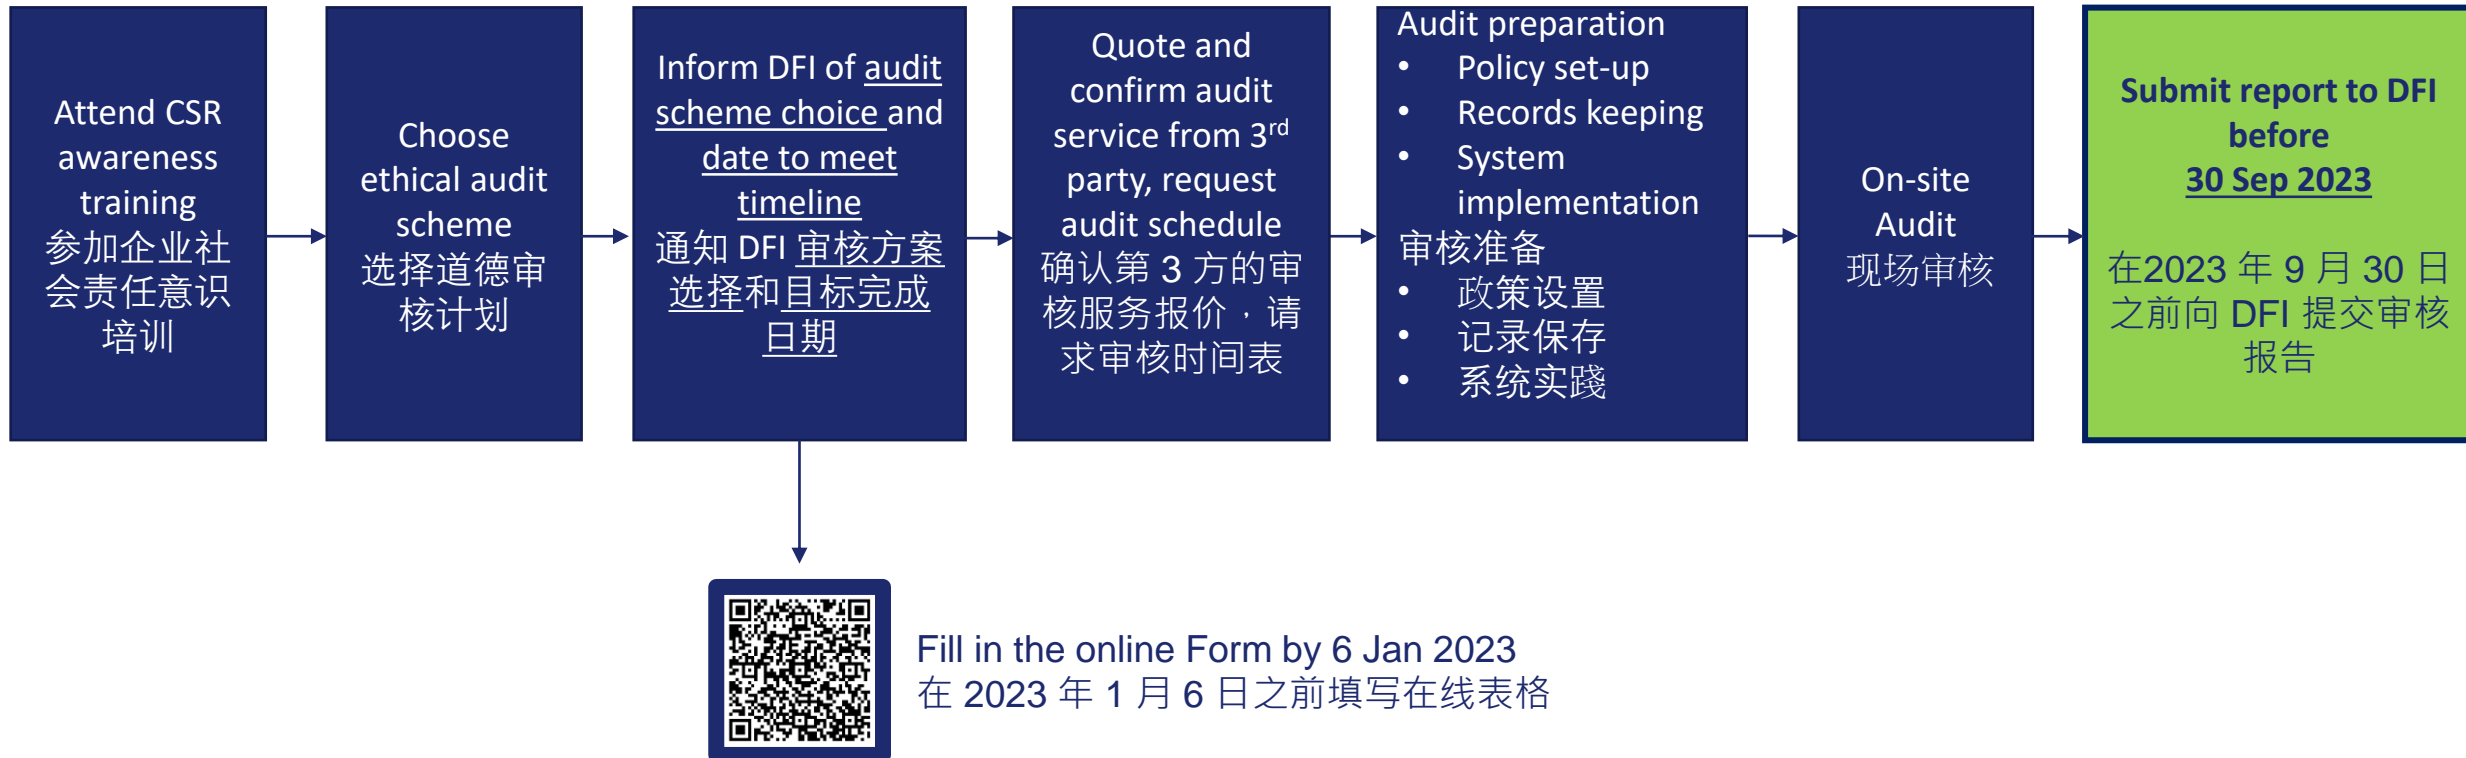 Attend CSR
awareness
training
参加企业社
会责任意识
培训
Choose
ethical audit
scheme
选择道德审
核计划
Inform DFI of audit
scheme choice and
date to meet
timeline
通知 DFI 审核方案
选择和目标完成
日期
Quote and
confirm audit
service from 3rd
party, request
audit schedule
确认第 3 方的审
核服务报价，请
求审核时间表
Audit preparation
• Policy set-up
• Records keeping
• System
implementation
审核准备
• 政策设置
• 记录保存
• 系统实踐
On-site
Audit
现场审核
Submit report to DFI
before
30 Sep 2023
在2023 年 9 月 30 日
之前向 DFI 提交审核
报告
Fill in the online Form by 6 Jan 2023
在 2023 年 1 月 6 日之前填写在线表格